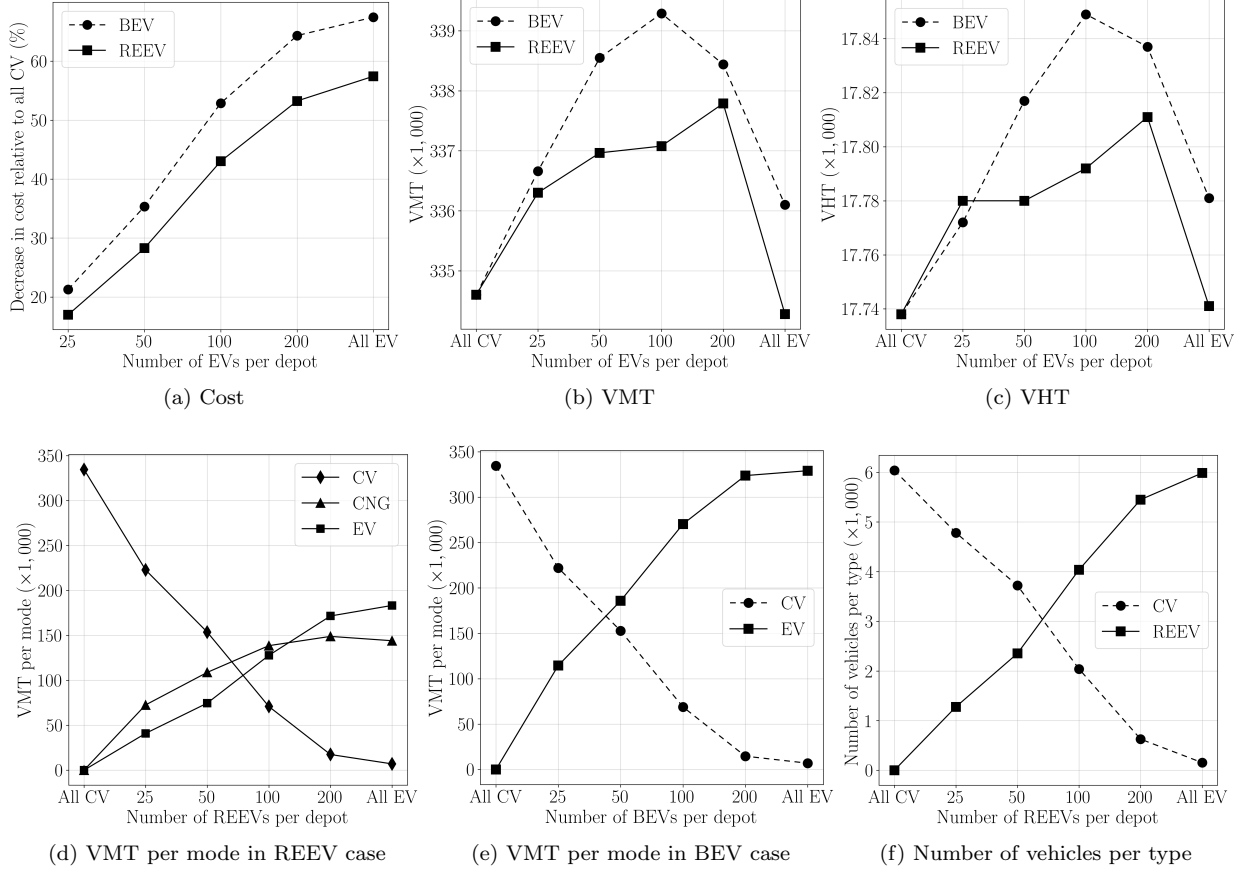 Decrease in cost relative to all CV (%)
BEV
REEV
60
50
40
30
20
25
50
100
200
All EV
Number of EVs per depot
(a) Cost
VMT (×1,000)
BEV
REEV
339
338
337
336
335
All CV
25
50
100
200
All EV
Number of EVs per depot
(b) VMT
VHT (×1,000)
BEV
REEV
17.84
17.82
17.80
17.78
17.76
17.74
All CV
25
50
100
200
All EV
Number of EVs per depot
(c) VHT
VMT per mode (×1,000)
CV
CNG
EV
350
300
250
200
150
100
50
0
All CV
25
50
100
200
All EV
Number of REEVs per depot
(d) VMT per mode in REEV case
VMT per mode (×1,000)
CV
EV
350
300
250
200
150
100
50
0
All CV
25
50
100
200
All EV
Number of BEVs per depot
(e) VMT per mode in BEV case
Number of vehicles per type (×1,000)
CV
REEV
6
5
4
3
2
1
0
All CV
25
50
100
200
All EV
Number of REEVs per depot
(f) Number of vehicles per type